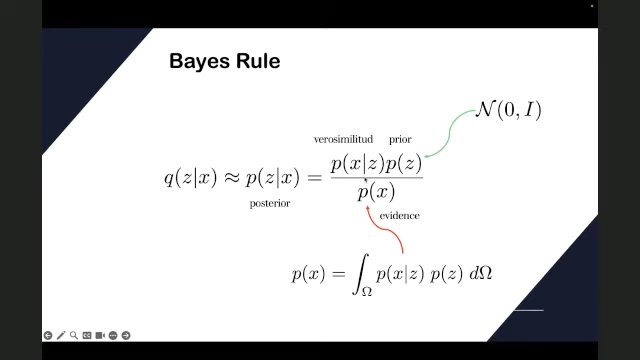 Bayes Rule
𝒩(0, I)
verosimilitud prior
q(z|x) ≈ p(z|x) = p(x|z)p(z) / p(x)
posterior
evidence
p(x) = ∫_Ω p(x|z) p(z) dΩ